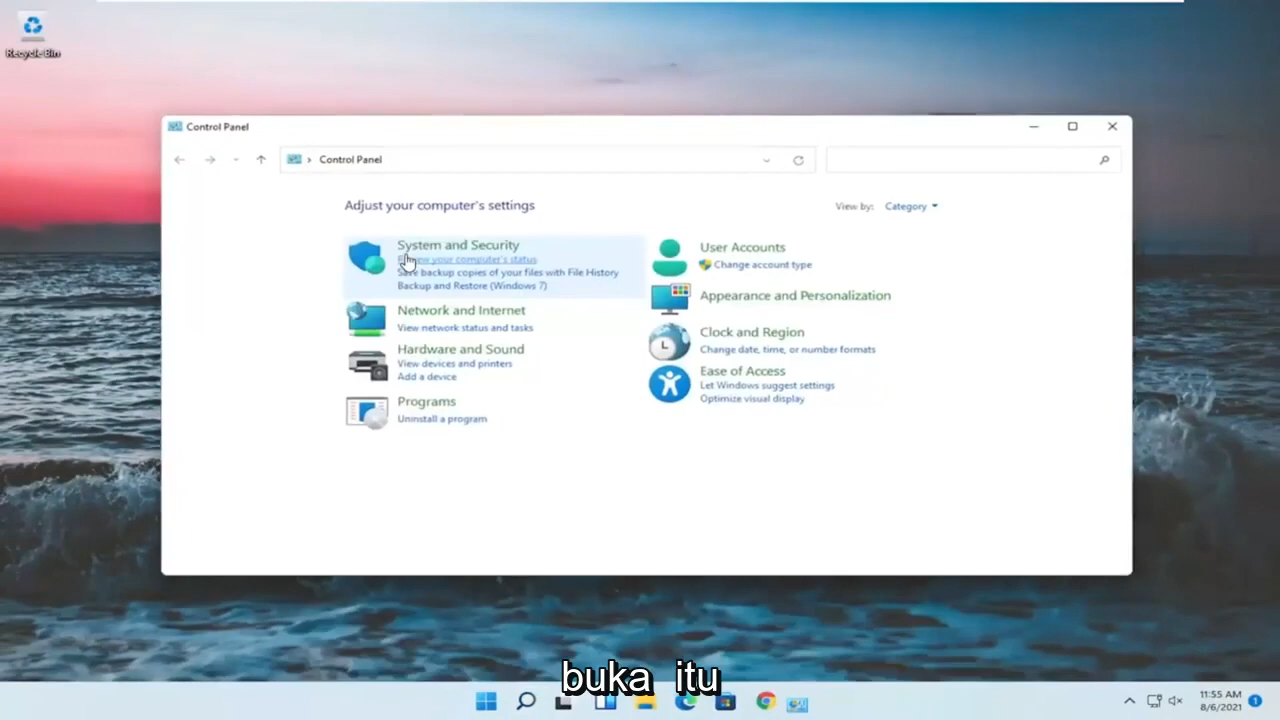 Recycle Bin
Control Panel
Control Panel
Adjust your computer's settings
View by: Category
System and Security
your computer's status
Save backup copies of your files with File History
Backup and Restore (Windows 7)
Network and Internet
View network status and tasks
Hardware and Sound
View devices and printers
Add a device
Programs
Uninstall a program
User Accounts
Change account type
Appearance and Personalization
Clock and Region
Change date, time, or number formats
Ease of Access
Let Windows suggest settings
Optimize visual display
buka itu
11:55 AM
8/6/2021
1